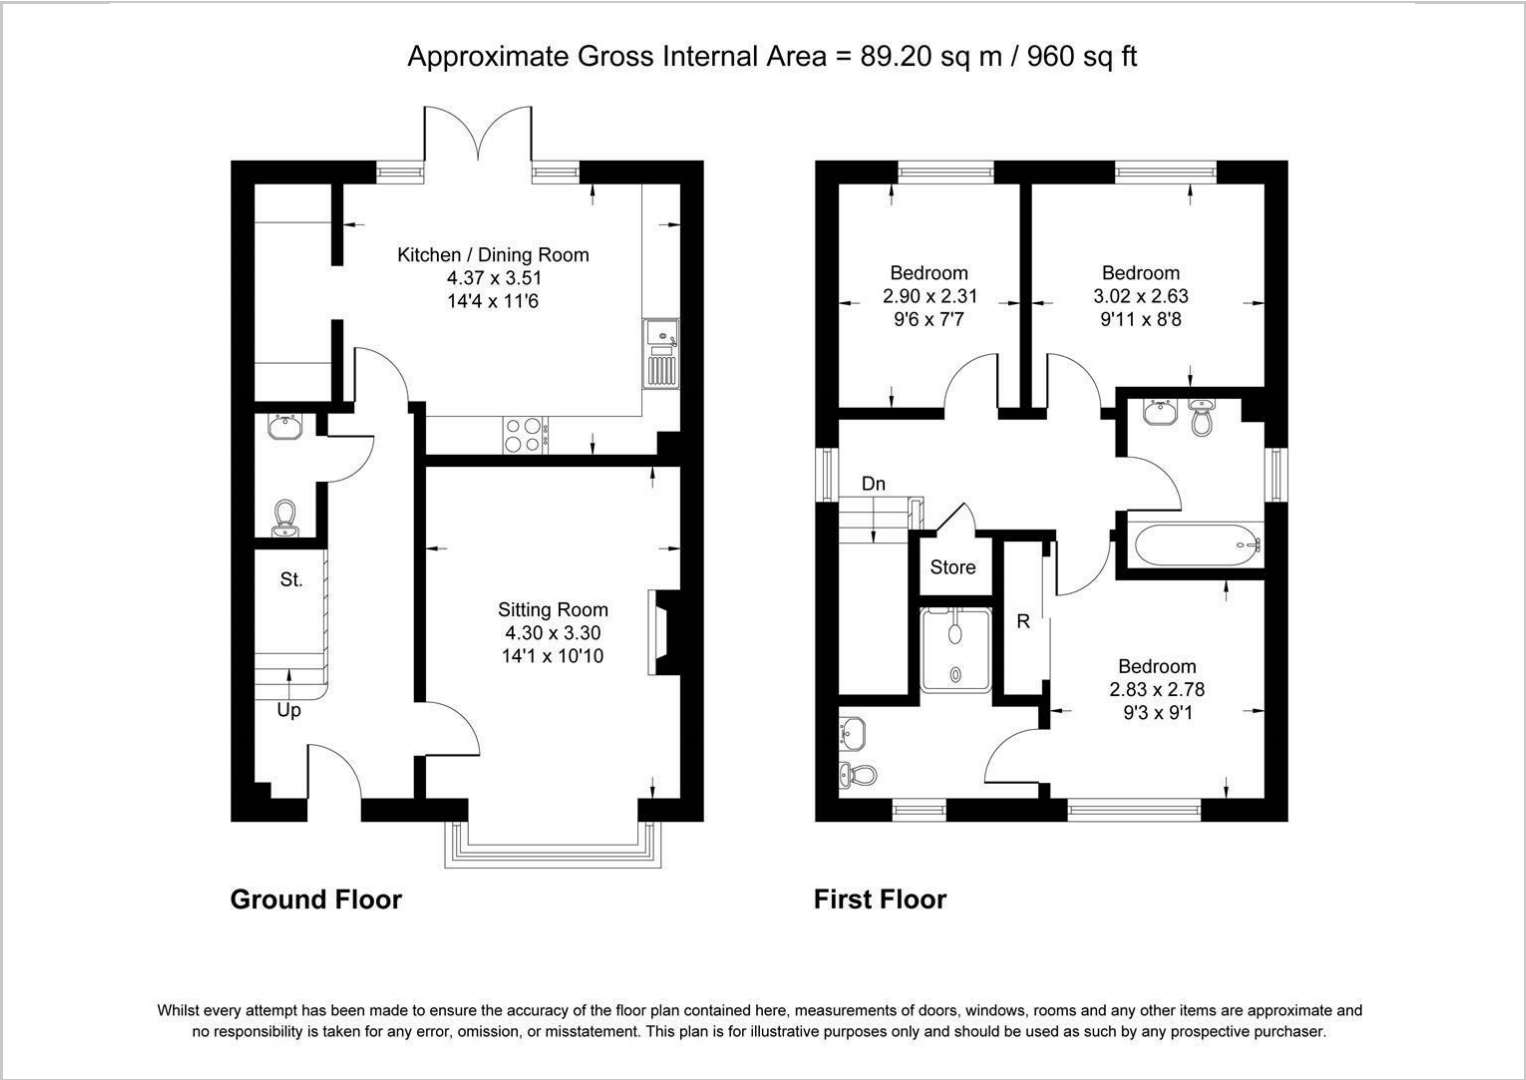 Approximate Gross Internal Area = 89.20 sq m / 960 sq ft
Kitchen / Dining Room
4.37 x 3.51
14'4 x 11'6
St.
Up
Sitting Room
4.30 x 3.30
14'1 x 10'10
Ground Floor
Bedroom
2.90 x 2.31
9'6 x 7'7
Bedroom
3.02 x 2.63
9'11 x 8'8
Dn
Store
R
Bedroom
2.83 x 2.78
9'3 x 9'1
First Floor
Whilst every attempt has been made to ensure the accuracy of the floor plan contained here, measurements of doors, windows, rooms and any other items are approximate and
no responsibility is taken for any error, omission, or misstatement. This plan is for illustrative purposes only and should be used as such by any prospective purchaser.